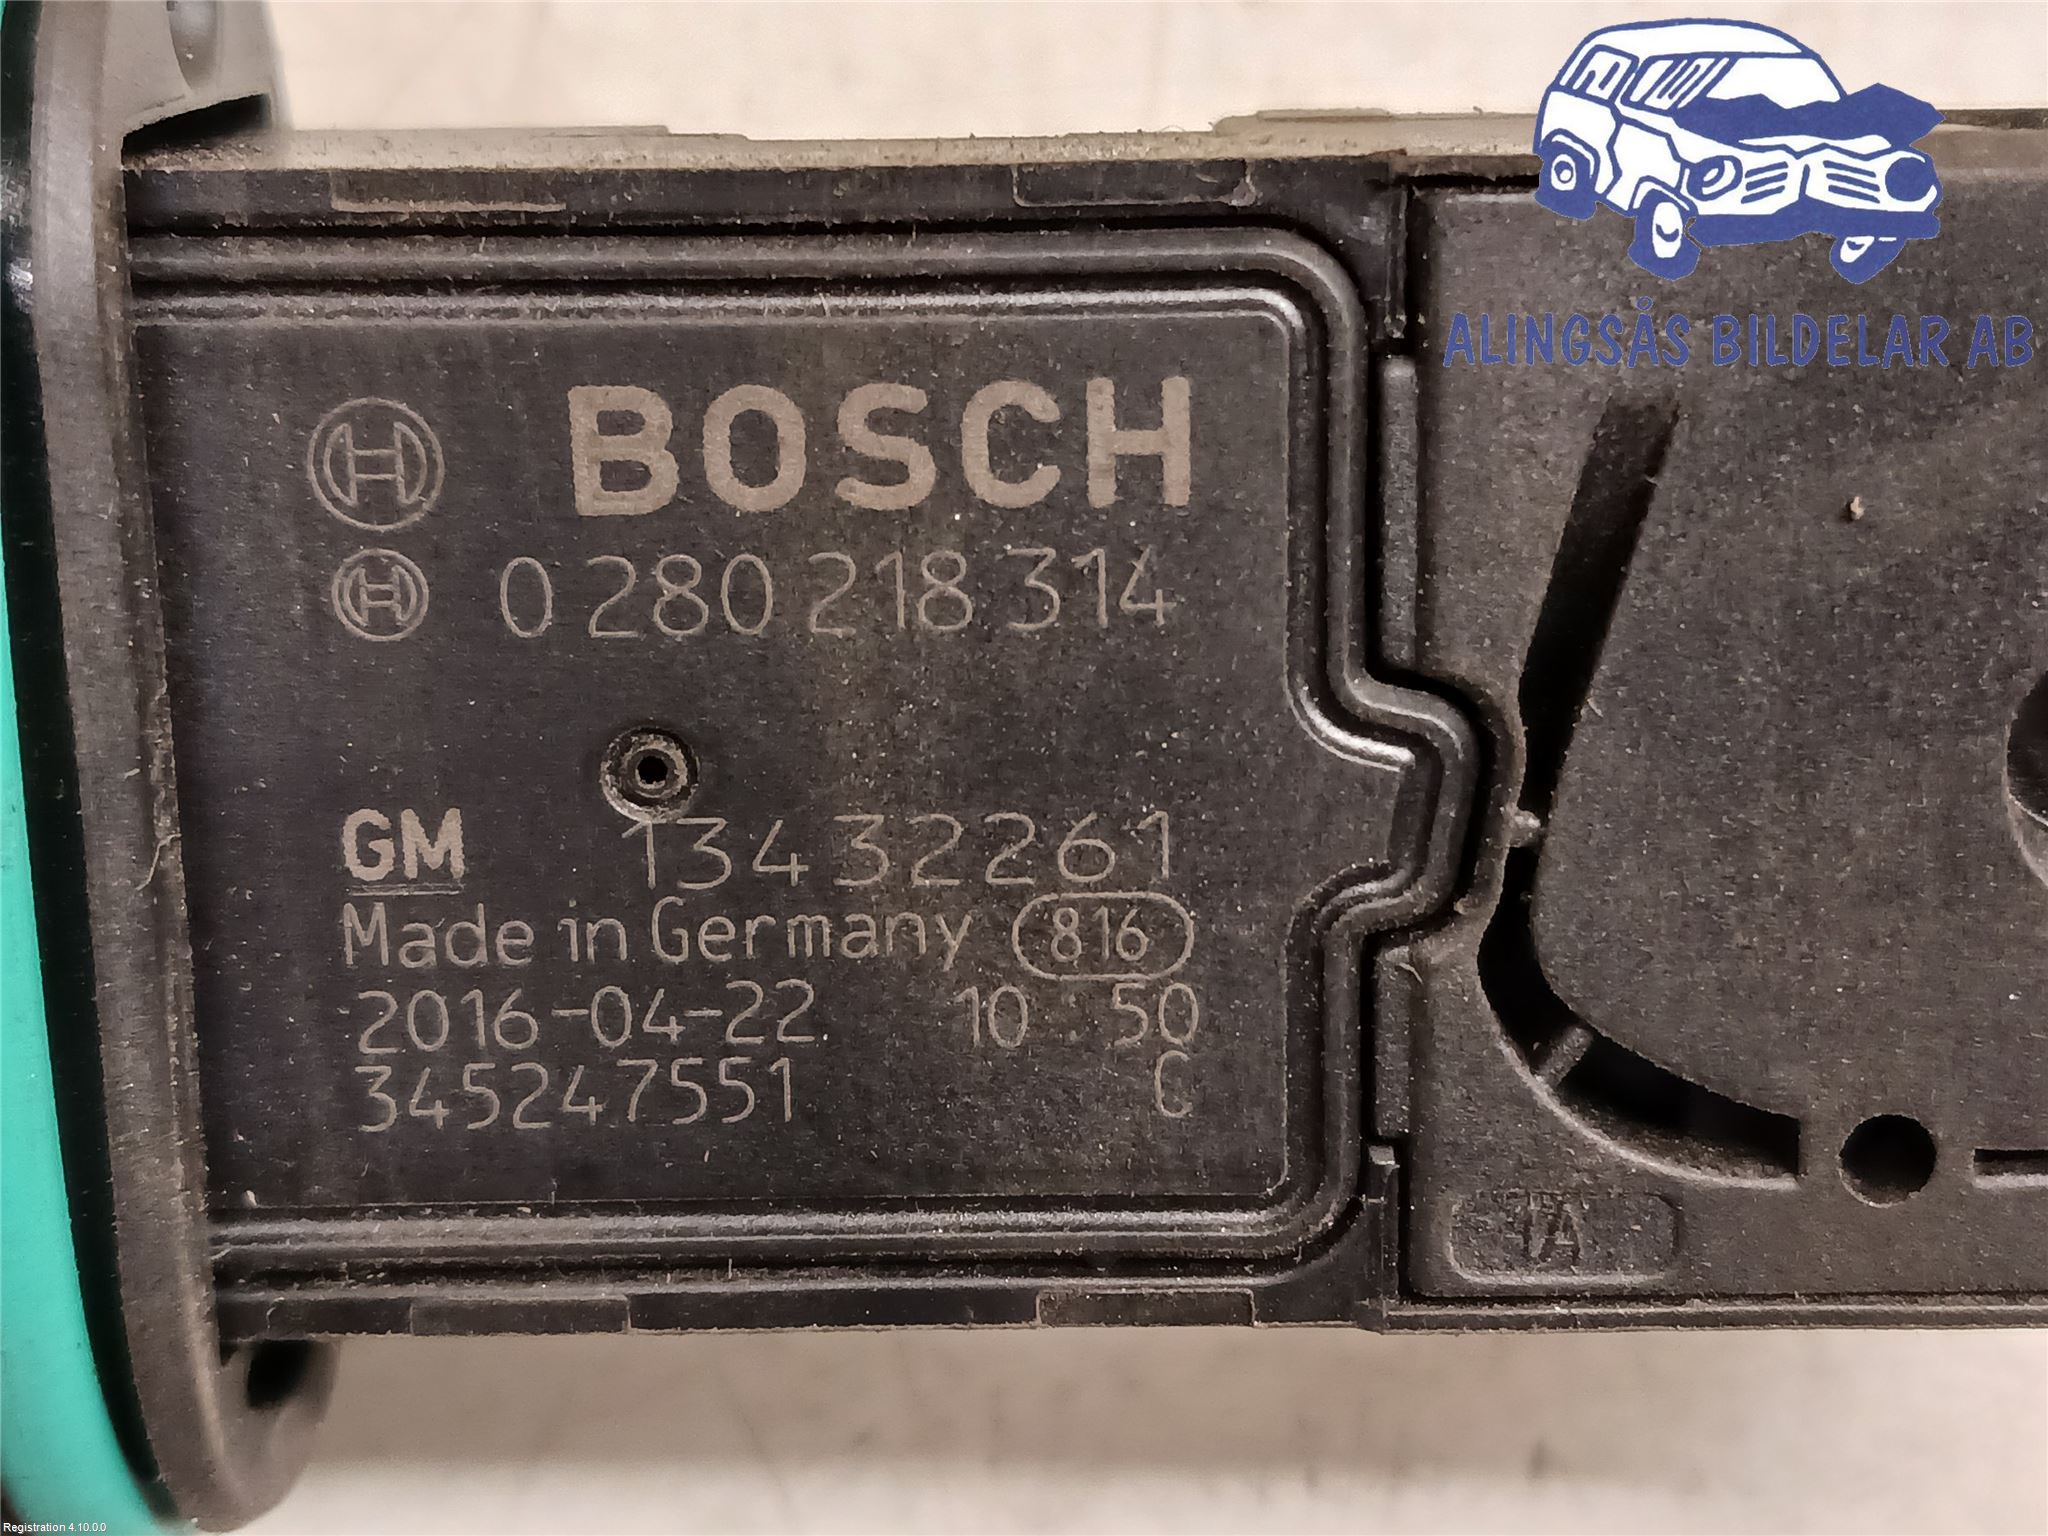 ALINGSÅS BILDELAR AB
BOSCH
0 280 218 314
GM 13432261
Made in Germany 816
2016-04-22 10 : 50
345247551 C
Registration 4.10.0.0